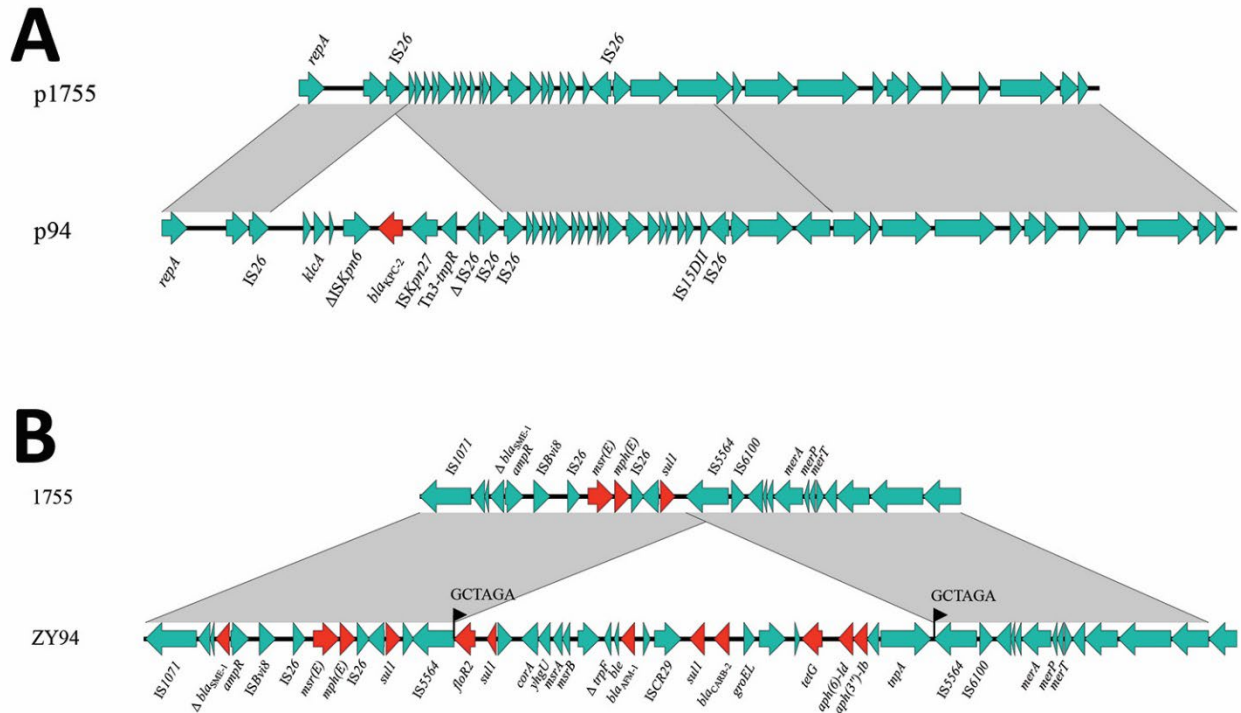 A
repA
IS26
IS26
p1755
p94
repA
IS26
klcA
ΔISKpn6
blaKPC-2
ISKpn27
Tn3-tnpR
Δ IS26
IS26
IS26
IS15DII
IS26
B
IS1071
Δ blaSME-1
ampR
ISBvi8
IS26
msr(E)
mph(E)
IS26
sul1
IS5564
IS6100
merA
merP
merT
1755
GCTAGA
GCTAGA
ZY94
IS1071
Δ blaSME-1
ampR
ISBvi8
IS26
msr(E)
mph(E)
IS26
sul1
IS5564
floR2
sul1
corA
yhgU
msrA
msrB
Δ trpF
ble
blaAFM-1
ISCR29
sul1
blaCARB-2
groEL
tetG
aph(6)-Id
aph(3")-Ib
tnpA
IS5564
IS6100
merA
merP
merT